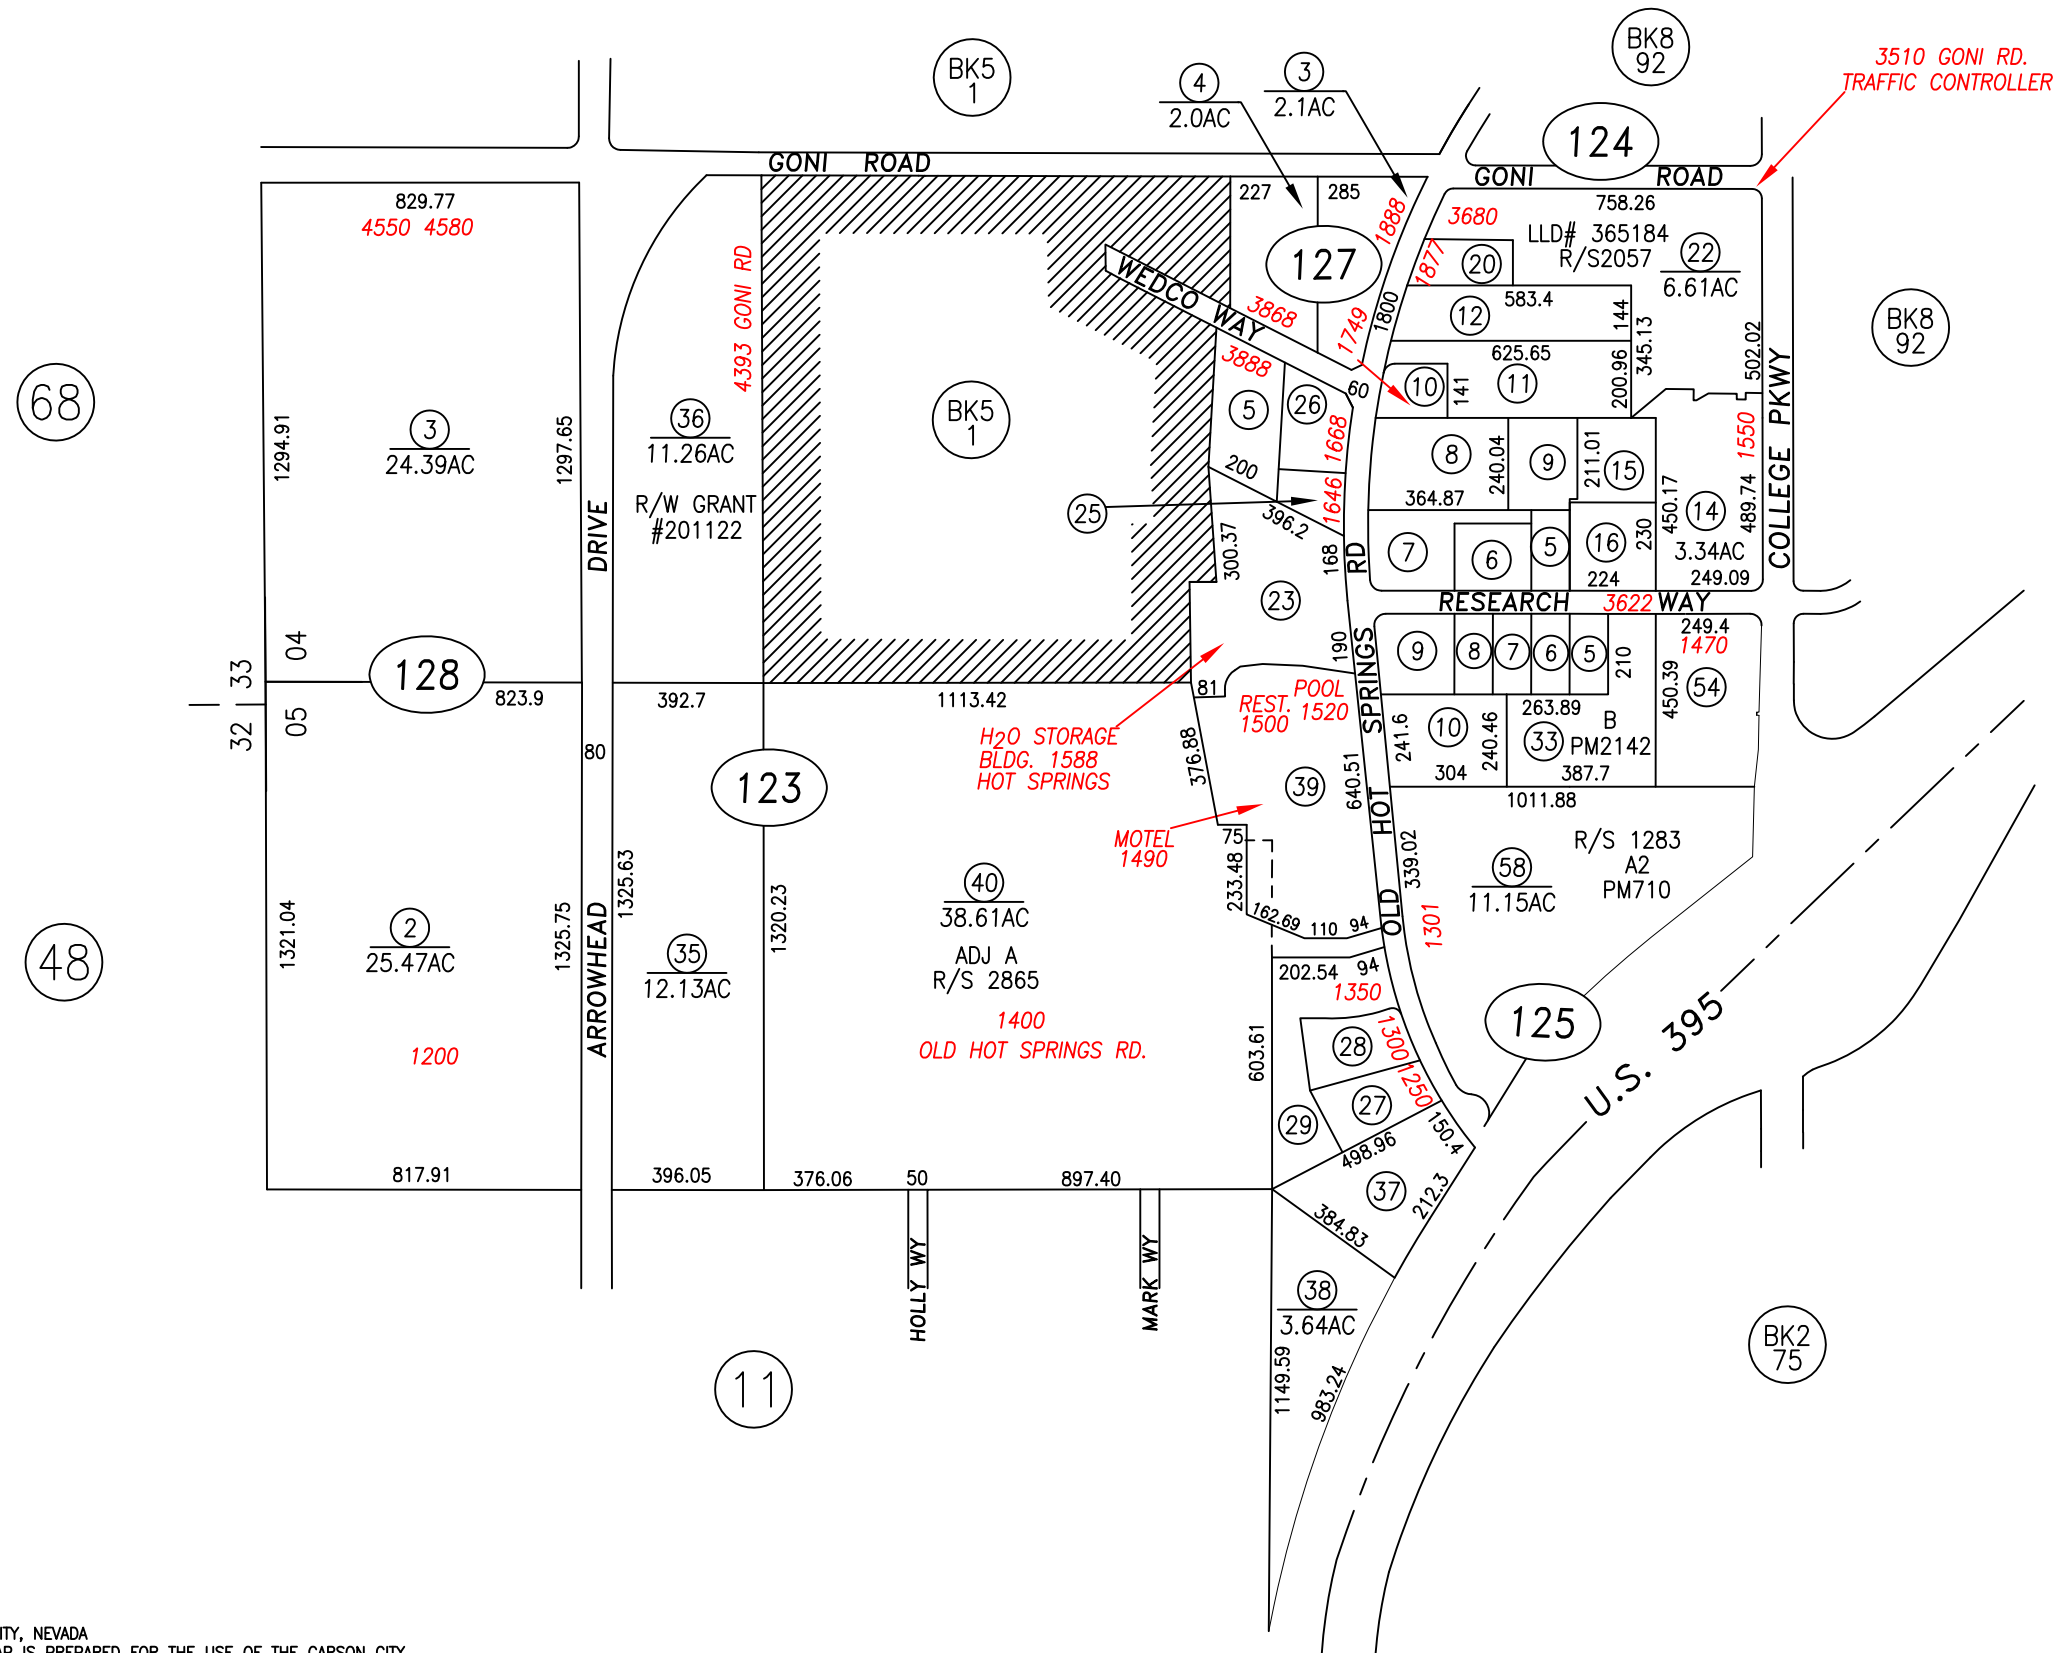 BK5
1
BK8
92
3510 GONI RD.
TRAFFIC CONTROLLER
4
2.0AC
3
2.1AC
124
GONI ROAD
GONI ROAD
829.77
4550 4580
227
285
1888
3680
758.26
LLD# 365184
R/S2057
22
6.61AC
127
1877
20
583.4
144
12
1800
1749
WEDCO WAY
3868
3888
4393 GONI RD
345.13
502.02
BK8
92
625.65
200.96
11
10
141
60
68
3
24.39AC
1294.91
1297.65
36
11.26AC
R/W GRANT
#201122
BK5
1
5
26
1668
1646
200
25
396.2
8
240.04
9
211.01
15
364.87
450.17
489.74
1550
COLLEGE PKWY
14
3.34AC
249.09
7
6
5
16
230
224
300.37
168
RD
23
RESEARCH 3622 WAY
DRIVE
33
04
32
05
128
823.9
392.7
1113.42
81
190
POOL
REST. 1520
1500
SPRINGS
9
8
7
6
5
210
249.4
1470
450.39
54
263.89
B
33
PM2142
387.7
10
241.6
240.46
304
1011.88
H2O STORAGE
BLDG. 1588
HOT SPRINGS
376.88
39
640.51
HOT
80
123
MOTEL
1490
75
233.48
162.69
110
94
OLD
339.02
1301
58
11.15AC
R/S 1283
A2
PM710
48
1321.04
2
25.47AC
1200
1325.75
ARROWHEAD
1325.63
35
12.13AC
1320.23
40
38.61AC
ADJ A
R/S 2865
1400
OLD HOT SPRINGS RD.
202.54
94
1350
603.61
28
1300
1250
27
29
498.96
150.4
125
U.S. 395
817.91
396.05
376.06
50
897.40
37
212.3
384.83
HOLLY WY
MARK WY
38
3.64AC
1149.59
983.24
BK2
75
11
ITY, NEVADA
AP IS PREPARED FOR THE USE OF THE CARSON CITY